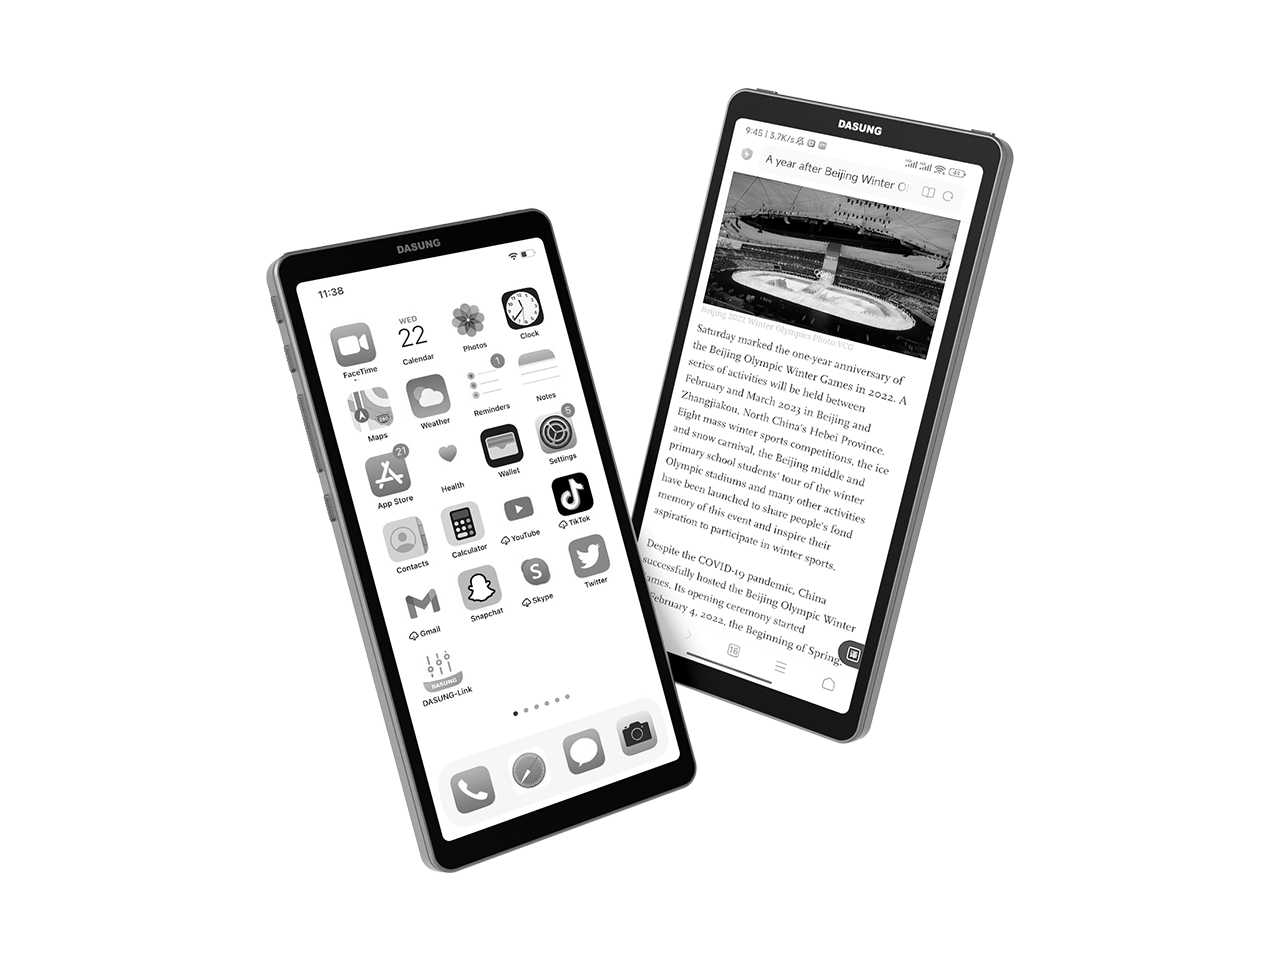 DASUNG
11:38
FaceTime
WED
22
Calendar
Photos
Clock
Maps
280
Weather
1
Reminders
Notes
21
App Store
Health
Wallet
5
Settings
Contacts
Calculator
YouTube
TikTok
Gmail
Snapchat
S
Skype
Twitter
DASUNG
DASUNG-Link
DASUNG
9:45 | 3.7K/s
44
A year after Beijing Winter Ol
Beijing 2022 Winter Olympics Photo:VCG
Saturday marked the one-year anniversary of
the Beijing Olympic Winter Games in 2022. A
series of activities will be held between
February and March 2023 in Beijing and
Zhangjiakou, North China's Hebei Province.
Eight mass winter sports competitions, the ice
and snow carnival, the Beijing middle and
primary school students' tour of the winter
Olympic stadiums and many other activities
have been launched to share people's fond
memory of this event and inspire their
aspiration to participate in winter sports.
Despite the COVID-19 pandemic, China
successfully hosted the Beijing Olympic Winter
ames. Its opening ceremony started
February 4, 2022, the Beginning of Spring,
译
16